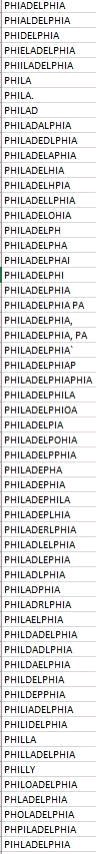 PHIADELPHIA
PHIALDELPHIA
PHIDELPHIA
PHIELADELPHIA
PHIILADELPHIA
PHILA
PHILA.
PHILAD
PHILADALPHIA
PHILADEDLPHIA
PHILADELAPHIA
PHILADELHIA
PHILADELHPIA
PHILADELLPHIA
PHILADELOHIA
PHILADELPH
PHILADELPHA
PHILADELPHAI
PHILADELPHI
PHILADELPHIA
PHILADELPHIA PA
PHILADELPHIA,
PHILADELPHIA, PA
PHILADELPHIA`
PHILADELPHIAP
PHILADELPHIAPHIA
PHILADELPHILA
PHILADELPHIOA
PHILADELPIA
PHILADELPOHIA
PHILADELPPHIA
PHILADEPHA
PHILADEPHIA
PHILADEPHILA
PHILADEPLHIA
PHILADERLPHIA
PHILADLELPHIA
PHILADLEPHIA
PHILADLPHIA
PHILADPHIA
PHILADRLPHIA
PHILAELPHIA
PHILDADELPHIA
PHILDADLPHIA
PHILDAELPHIA
PHILDELPHIA
PHILDEPPHIA
PHILIADELPHIA
PHILIDELPHIA
PHILLA
PHILLADELPHIA
PHILLY
PHILOADELPHIA
PHLADELPHIA
PHOLADELPHIA
PHPILADELPHIA
PIHLADELPHIA